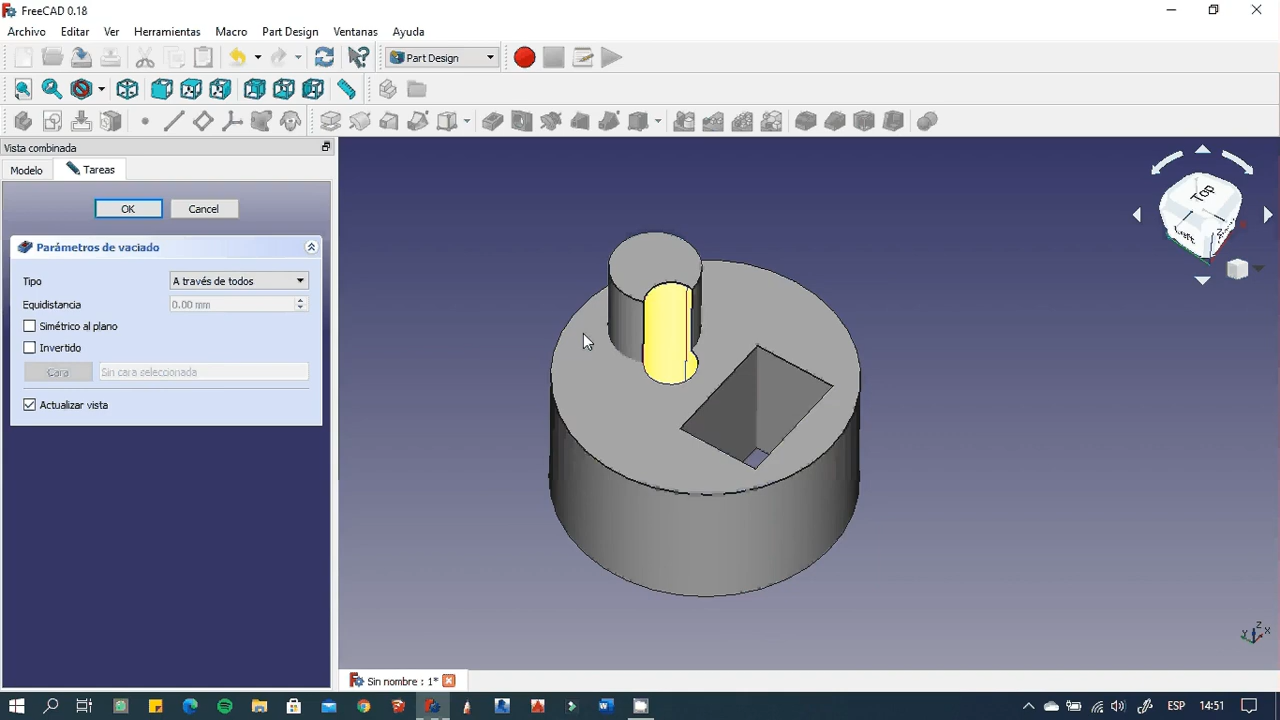 FreeCAD 0.18
Archivo Editar Ver Herramientas Macro Part Design Ventanas Ayuda
Part Design
Vista combinada
Modelo Tareas
OK Cancel
Parámetros de vaciado
Tipo A través de todos
Equidistancia 0.00 mm
Simétrico al plano
Invertido
Cara Sin cara seleccionada
Actualizar vista
Top
Left
Z
X
Y
Sin nombre : 1*
ESP 14:51